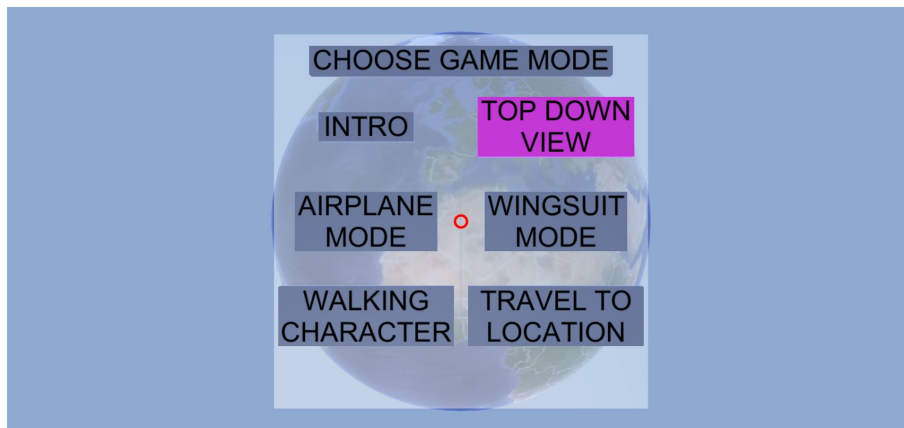 CHOOSE GAME MODE
INTRO
TOP DOWN
VIEW
AIRPLANE
MODE
WINGSUIT
MODE
WALKING
CHARACTER
TRAVEL TO
LOCATION